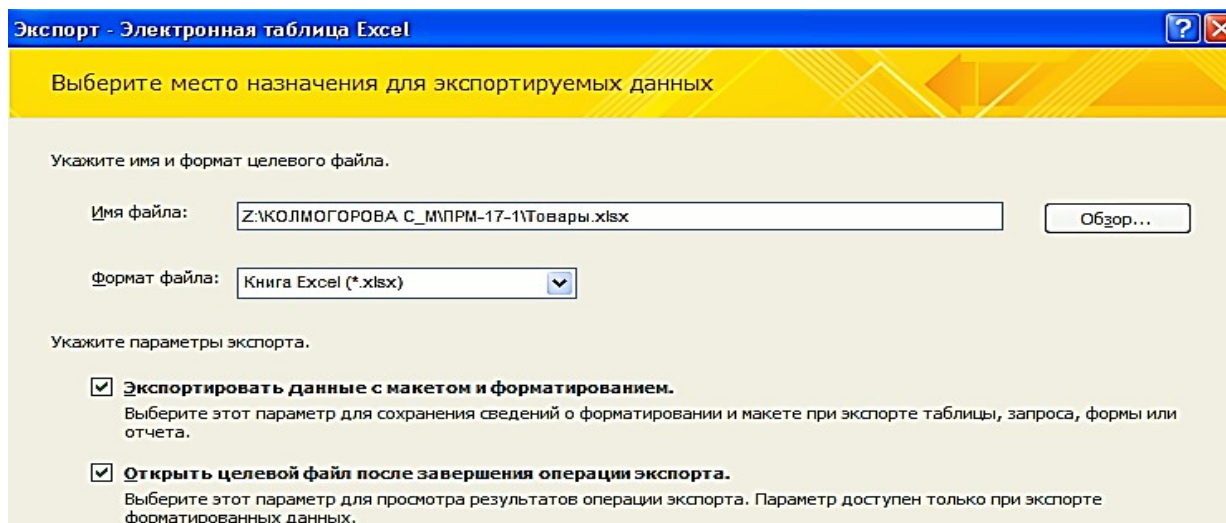 Экспорт - Электронная таблица Excel
Выберите место назначения для экспортируемых данных
Укажите имя и формат целевого файла.
Имя файла: Z:\КОЛМОГОРОВА С_М\ПРМ-17-1\Товары.xlsx Обзор...
Формат файла: Книга Excel (*.xlsx)
Укажите параметры экспорта.
Экспортировать данные с макетом и форматированием.
Выберите этот параметр для сохранения сведений о форматировании и макете при экспорте таблицы, запроса, формы или
отчета.
Открыть целевой файл после завершения операции экспорта.
Выберите этот параметр для просмотра результатов операции экспорта. Параметр доступен только при экспорте
форматированных данных.